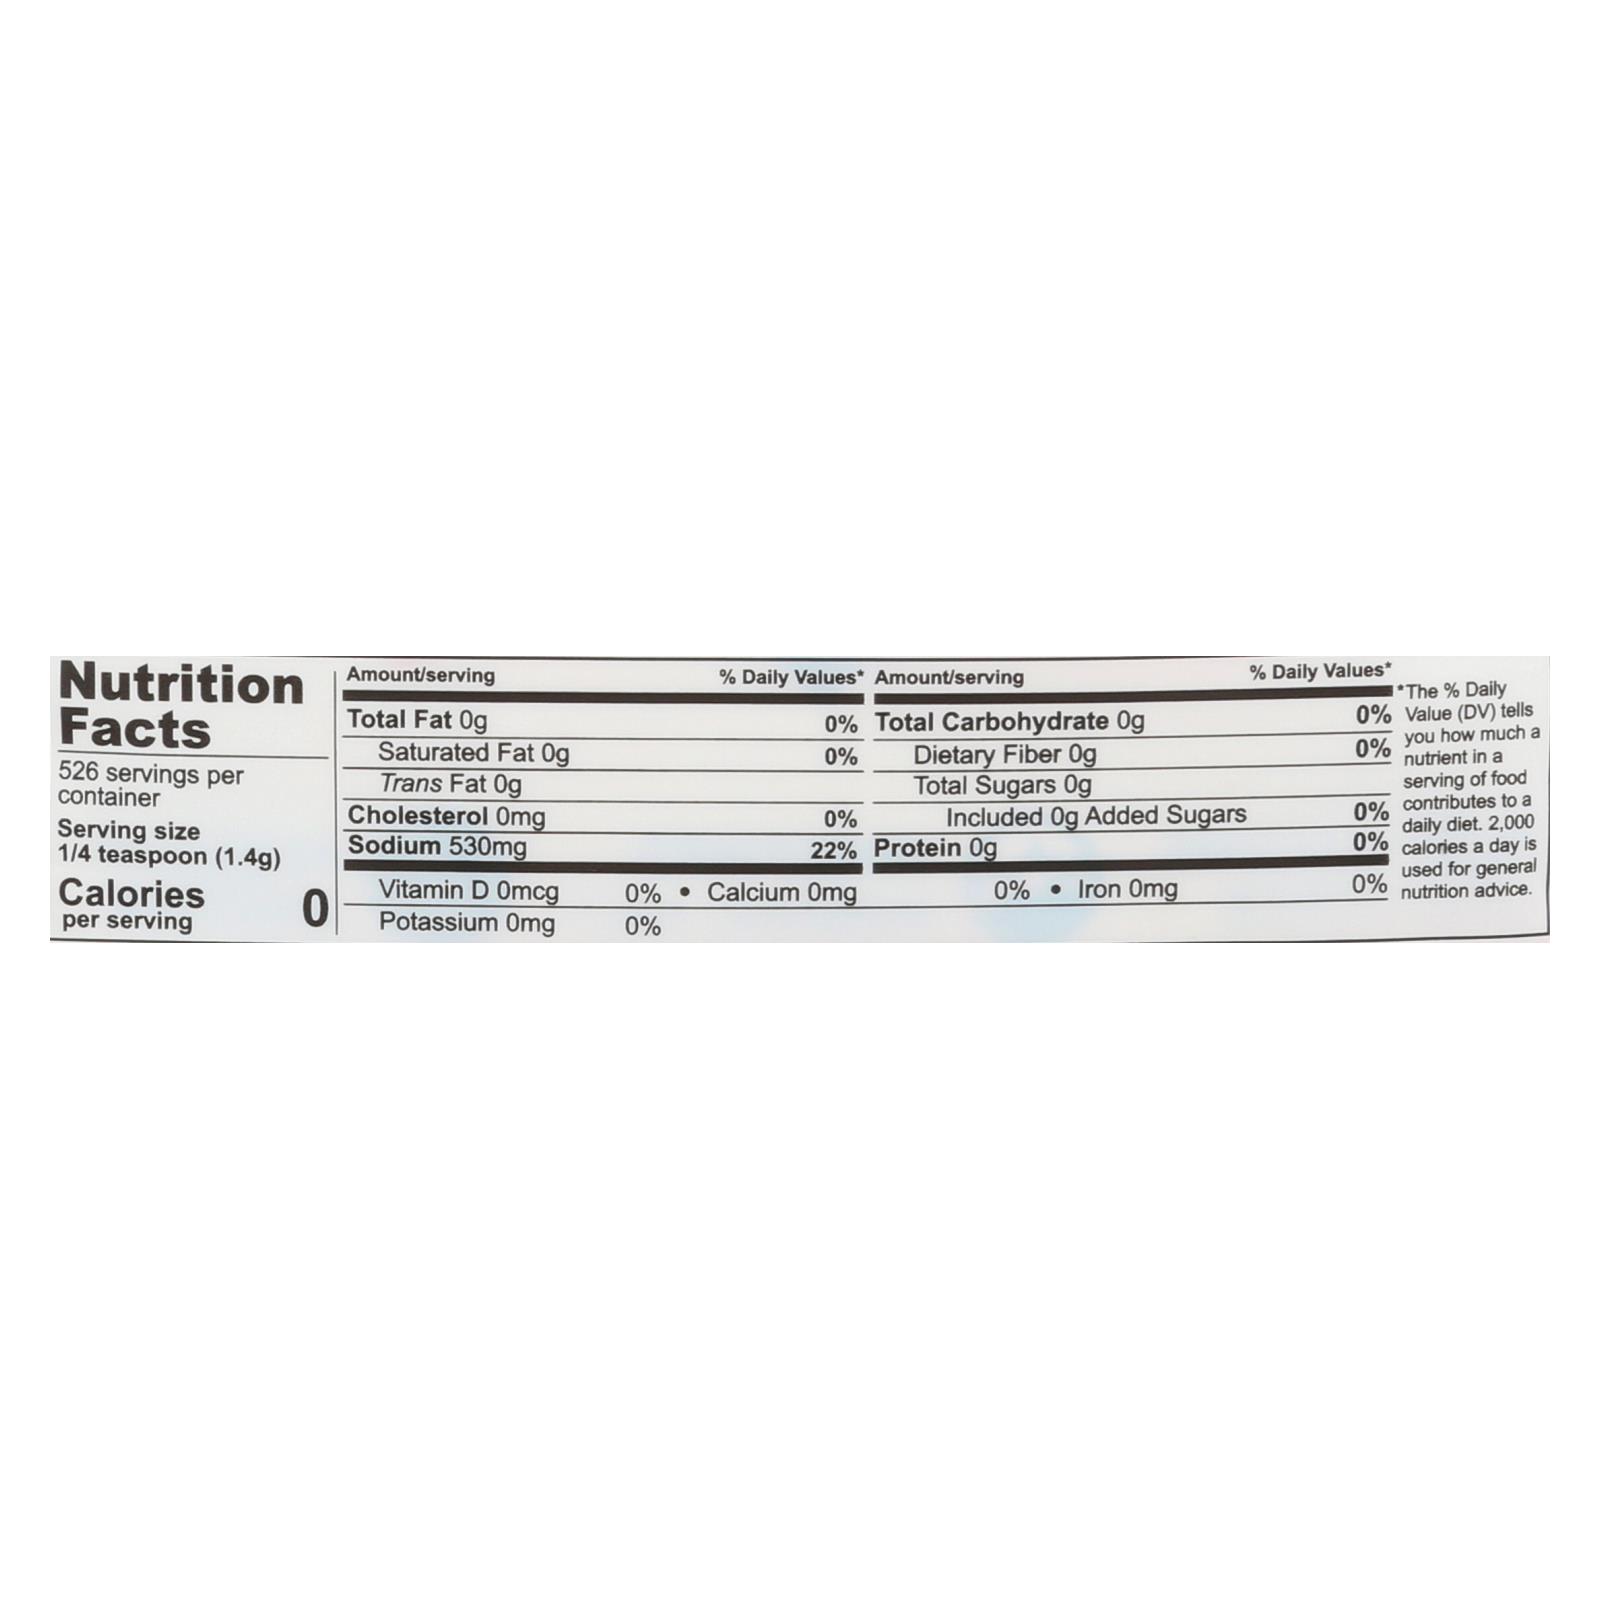 Nutrition
Facts
526 servings per
container
Serving size
1/4 teaspoon (1.4g)
Calories 0
per serving
Amount/serving % Daily Values*
Total Fat 0g 0%
Saturated Fat 0g 0%
Trans Fat 0g
Cholesterol 0mg 0%
Sodium 530mg 22%
Amount/serving % Daily Values*
Total Carbohydrate 0g 0%
Dietary Fiber 0g 0%
Total Sugars 0g
Included 0g Added Sugars 0%
Protein 0g 0%
Vitamin D 0mcg 0% • Calcium 0mg 0% • Iron 0mg 0%
Potassium 0mg 0%
*The % Daily
Value (DV) tells
you how much a
nutrient in a
serving of food
contributes to a
daily diet. 2,000
calories a day is
used for general
nutrition advice.